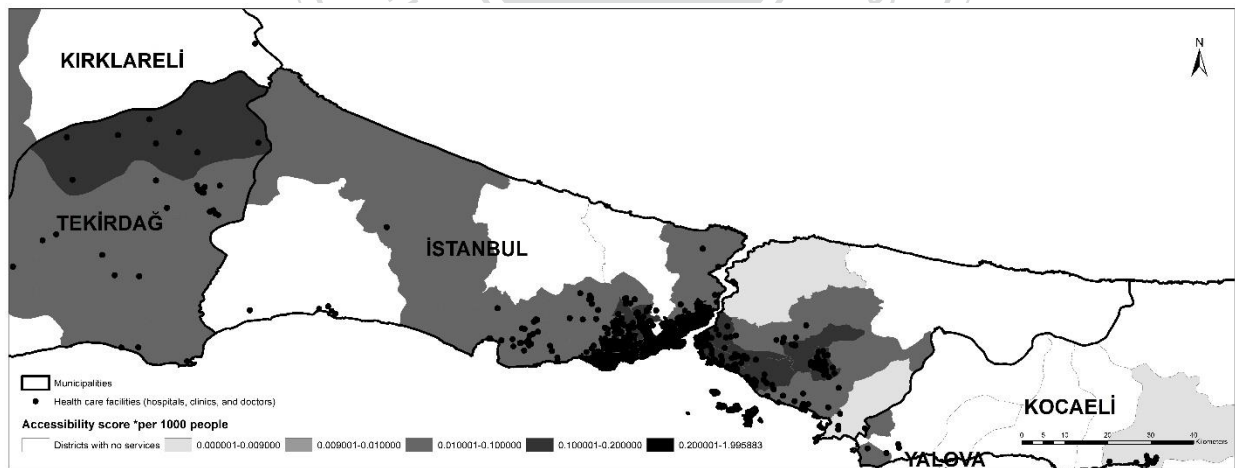 KIRKLARELİ
N
TEKİRDAĞ
İSTANBUL
KOCAELİ
YALOVA
Municipalities
Health care facilities (hospitals, clinics, and doctors)
Accessibility score *per 1000 people
Districts with no services 0.000001-0.009000 0.009001-0.010000 0.010001-0.100000 0.100001-0.200000 0.200001-1.995883
0 5 10 20 30 40
Kilometers